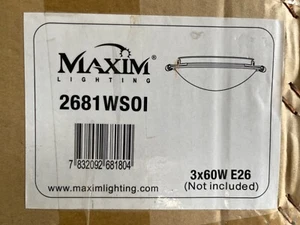 MAXIM
LIGHTING
2681WSOI
7 832092 681804
3x60W E26
(Not included)
www.maximlighting.com